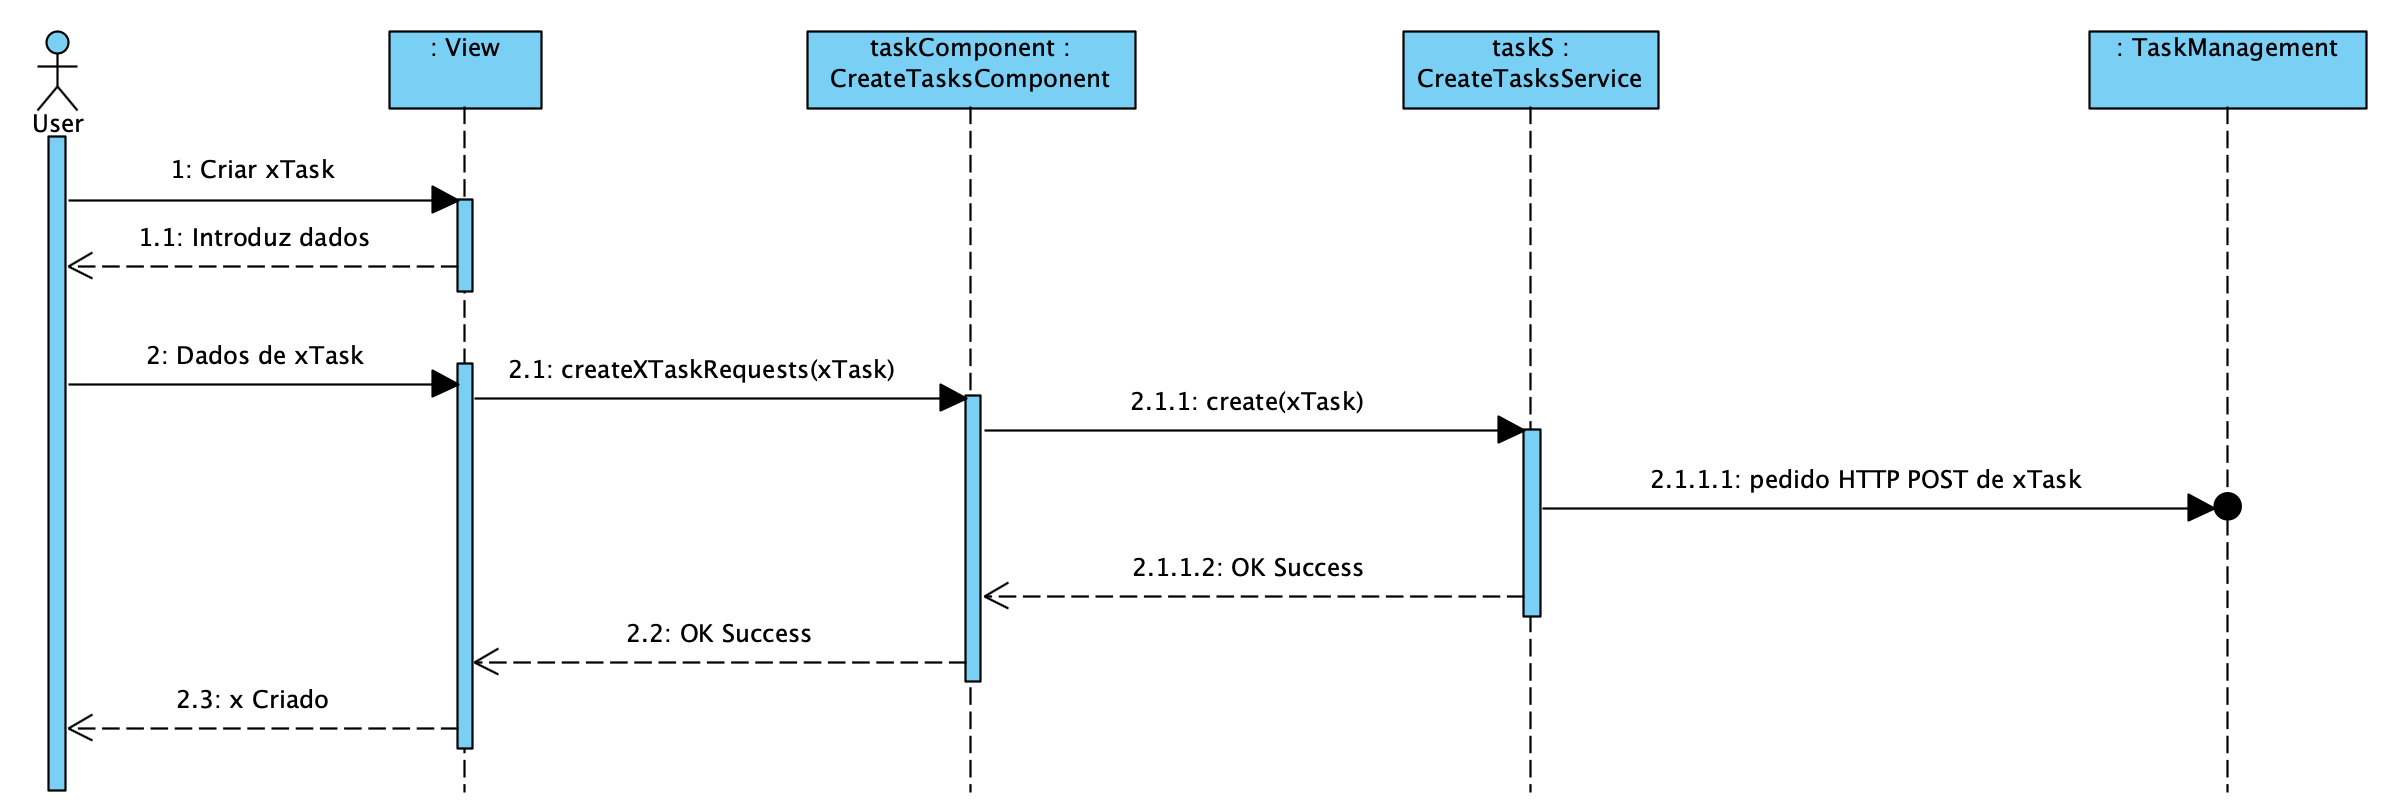 User
: View
taskComponent :
CreateTasksComponent
taskS :
CreateTasksService
: TaskManagement
1: Criar xTask
1.1: Introduz dados
2: Dados de xTask
2.1: createXTaskRequests(xTask)
2.1.1: create(xTask)
2.1.1.1: pedido HTTP POST de xTask
2.1.1.2: OK Success
2.2: OK Success
2.3: x Criado